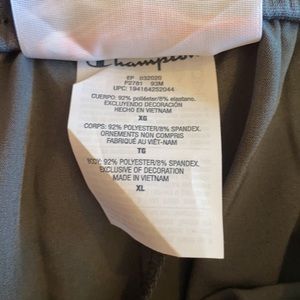 Champion
EP 032020
P2781 93M
UPC: 194164252044
CUERPO: 92% poliéster/8% elastano.
EXCLUYENDO DECORACIÓN
HECHO EN VIETNAM
XG
CORPS: 92% POLYESTER/8% SPANDEX.
ORNEMENTS NON COMPRIS
FABRIQUÉ AU VIÊT-NAM
TG
BODY: 92% POLYESTER/8% SPANDEX.
EXCLUSIVE OF DECORATION
MADE IN VIETNAM
XL